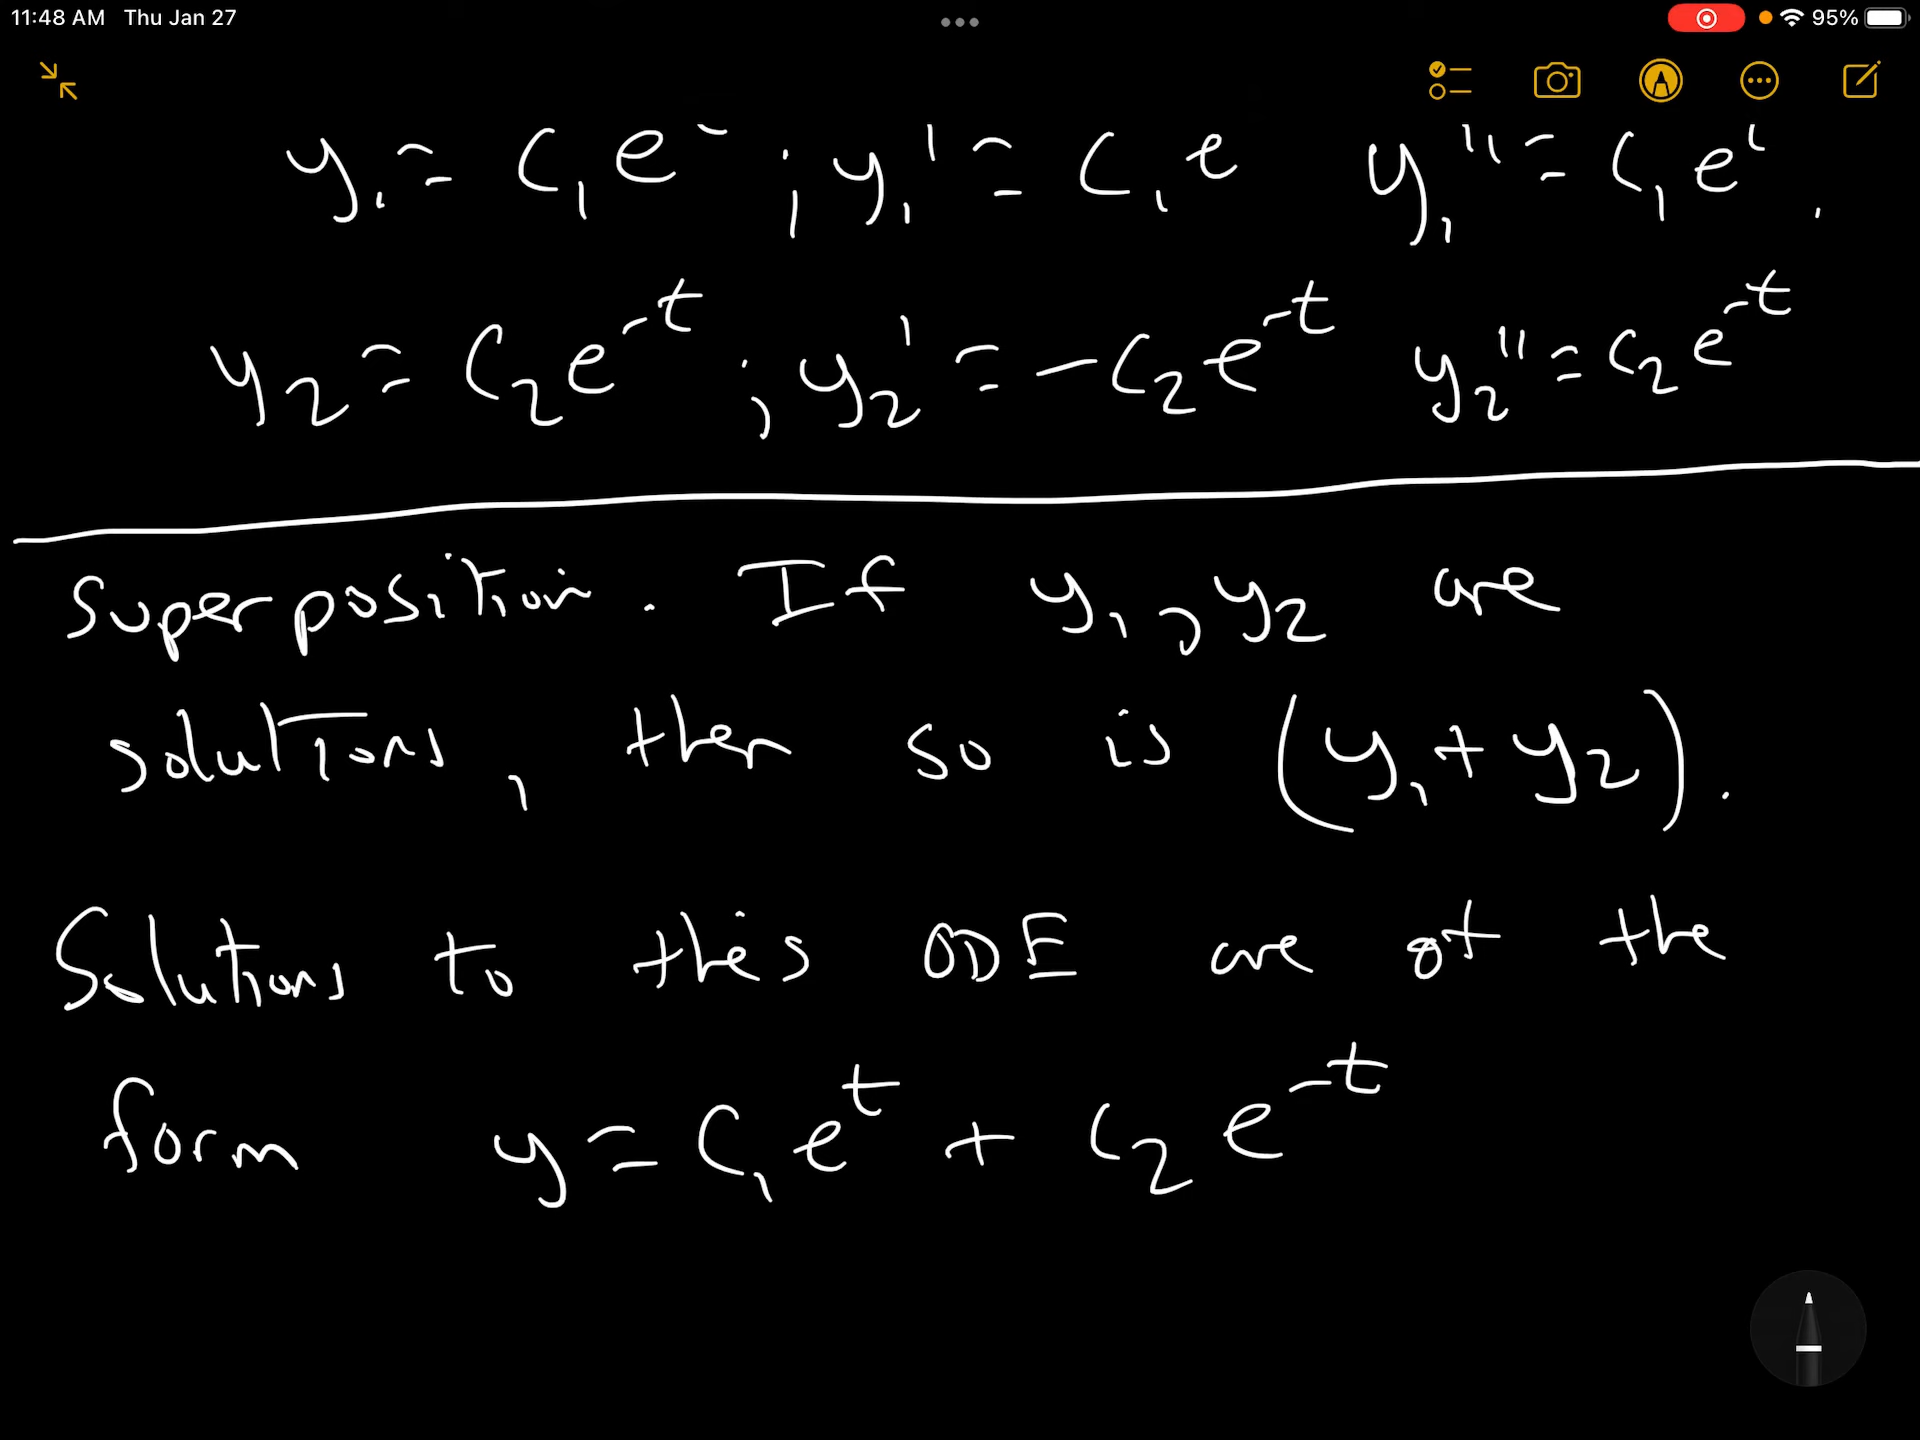 11:48 AM Thu Jan 27 95%
y₁ = c₁e ; y₁' = c₁e y₁'' = c₁e .
y₂ = c₂e⁻ᵗ ; y₂' = -c₂e⁻ᵗ y₂'' = c₂e⁻ᵗ
Superposition. If y₁, y₂ are
solutions, then so is (y₁ + y₂).
Solutions to this ODE are of the
form y = c₁eᵗ + c₂e⁻ᵗ